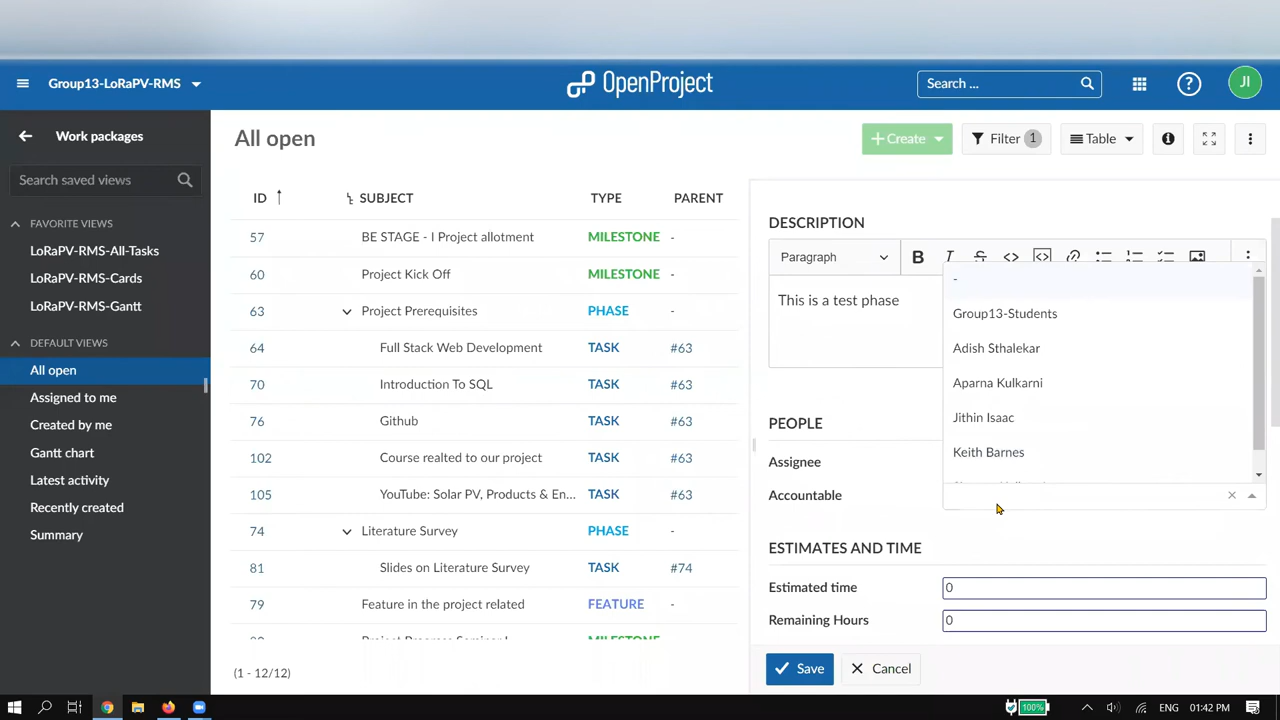 Group13-LoRaPV-RMS
OpenProject
Search ...
?
JI
Work packages
Search saved views
FAVORITE VIEWS
LoRaPV-RMS-All-Tasks
LoRaPV-RMS-Cards
LoRaPV-RMS-Gantt
DEFAULT VIEWS
All open
Assigned to me
Created by me
Gantt chart
Latest activity
Recently created
Summary
All open
+ Create
Filter 1
Table
ID SUBJECT TYPE PARENT
57 BE STAGE - I Project allotment MILESTONE -
60 Project Kick Off MILESTONE -
63 Project Prerequisites PHASE -
64 Full Stack Web Development TASK #63
70 Introduction To SQL TASK #63
76 Github TASK #63
102 Course realted to our project TASK #63
105 YouTube: Solar PV, Products & En... TASK #63
74 Literature Survey PHASE -
81 Slides on Literature Survey TASK #74
79 Feature in the project related FEATURE -
(1 - 12/12)
DESCRIPTION
Paragraph B I S <> <>
This is a test phase
-
Group13-Students
Adish Sthalekar
Aparna Kulkarni
Jithin Isaac
Keith Barnes
PEOPLE
Assignee
Accountable
ESTIMATES AND TIME
Estimated time 0
Remaining Hours 0
Save Cancel
100% ENG 01:42 PM